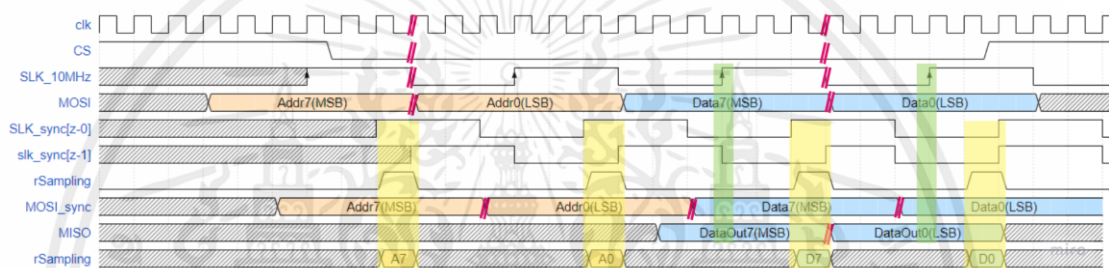 clk
CS
SLK_10MHz
MOSI Addr7(MSB) Addr0(LSB) Data7(MSB) Data0(LSB)
SLK_sync[z-0]
slk_sync[z-1]
rSampling
MOSI_sync Addr7(MSB) Addr0(LSB) Data7(MSB) Data0(LSB)
MISO DataOut7(MSB) DataOut0(LSB)
rSampling A7 A0 D7 D0
miro